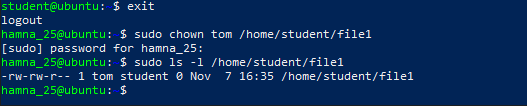 student@ubuntu:~$ exit
logout
hamna_25@ubuntu:~$ sudo chown tom /home/student/file1
[sudo] password for hamna_25:
hamna_25@ubuntu:~$ sudo ls -l /home/student/file1
-rw-rw-r-- 1 tom student 0 Nov  7 16:35 /home/student/file1
hamna_25@ubuntu:~$